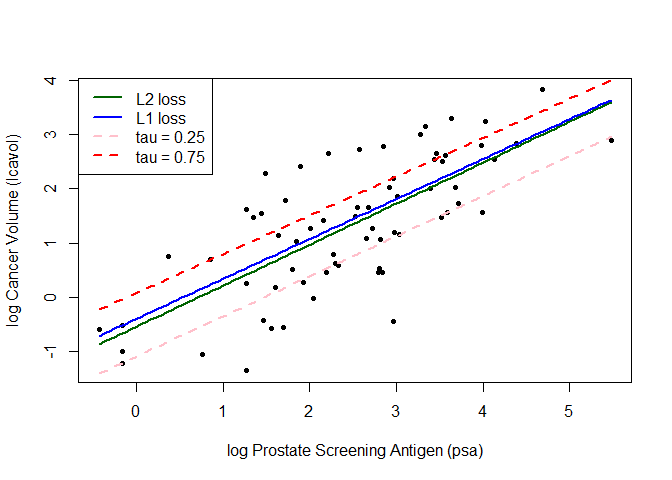 L2 loss
L1 loss
tau = 0.25
tau = 0.75
4
3
2
1
0
-1
log Cancer Volume (lcavol)
0 1 2 3 4 5
log Prostate Screening Antigen (psa)